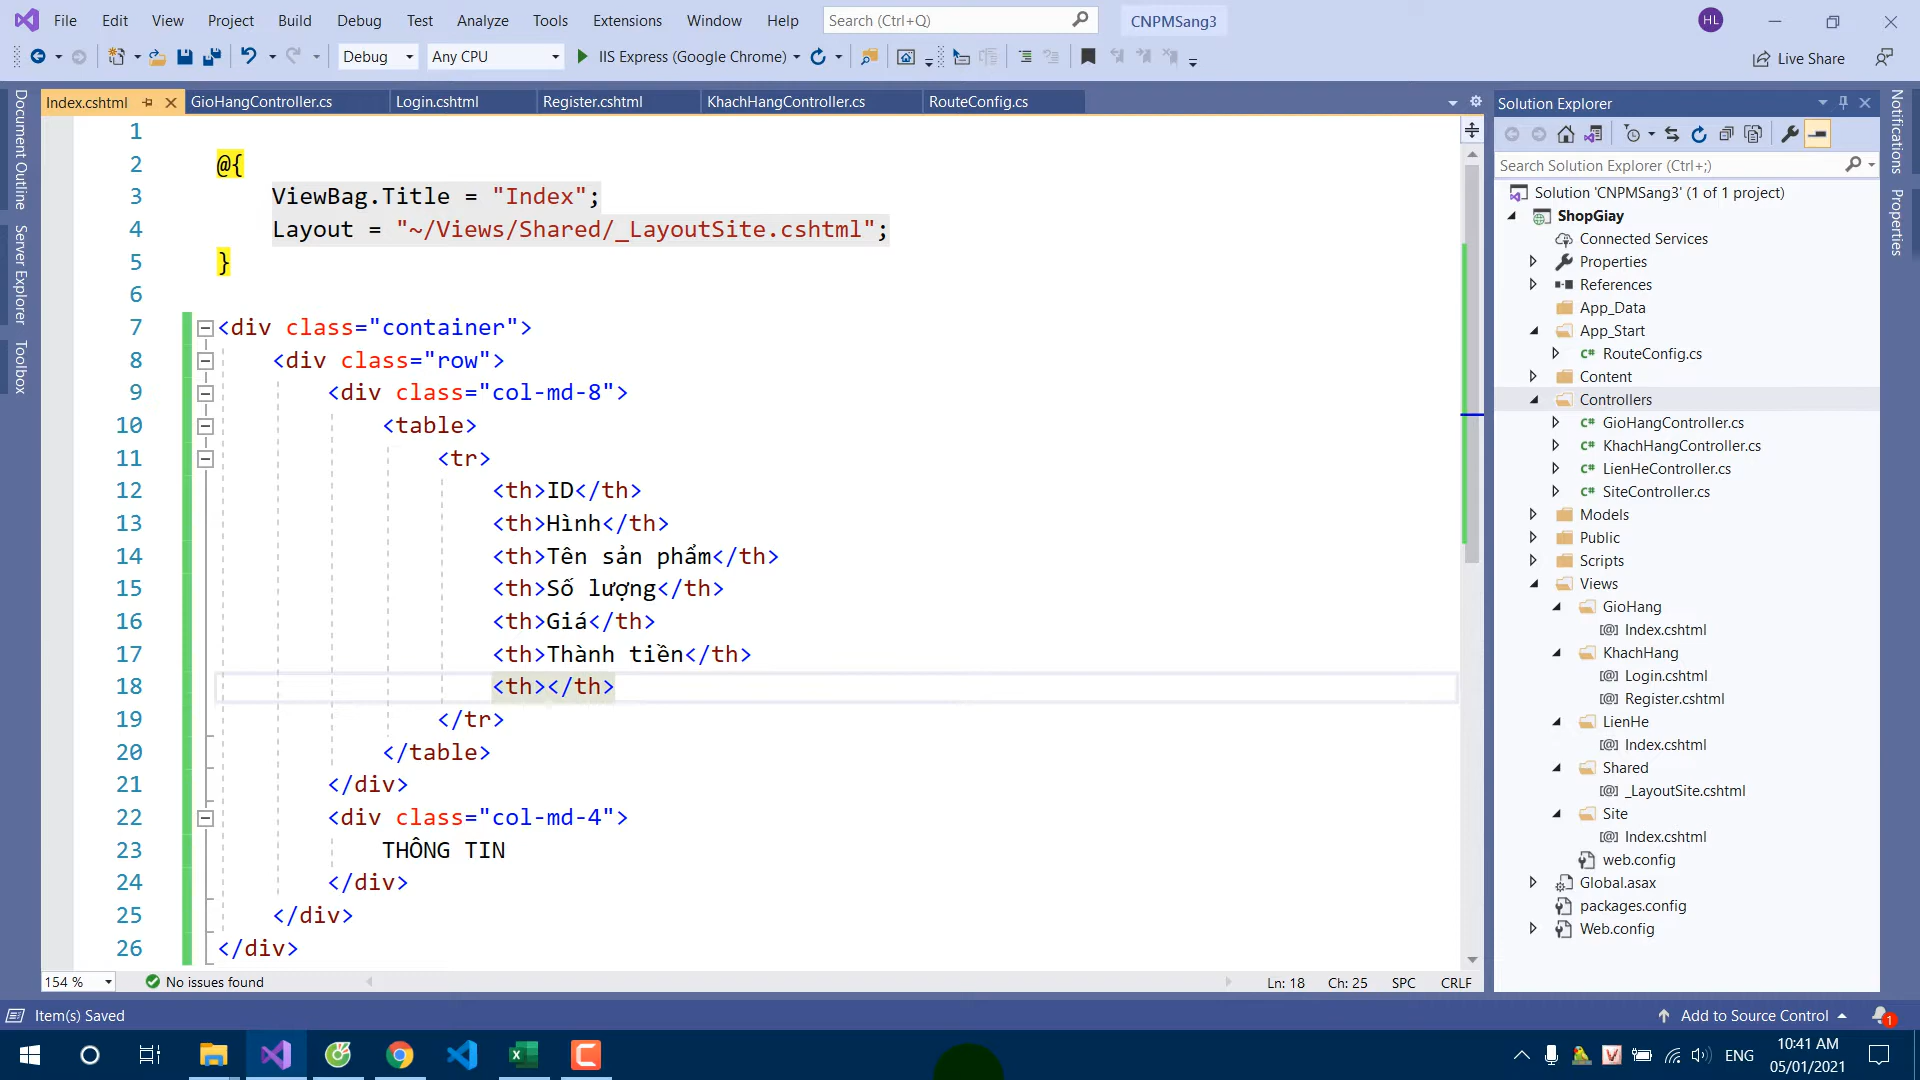 File Edit View Project Build Debug Test Analyze Tools Extensions Window Help Search (Ctrl+Q) CNPMSang3 HL
Debug Any CPU IIS Express (Google Chrome) Live Share
Document Outline
Server Explorer
Toolbox
Index.cshtml GioHangController.cs Login.cshtml Register.cshtml KhachHangController.cs RouteConfig.cs
1
2 @{
3 ViewBag.Title = "Index";
4 Layout = "~/Views/Shared/_LayoutSite.cshtml";
5 }
6
7 <div class="container">
8 <div class="row">
9 <div class="col-md-8">
10 <table>
11 <tr>
12 <th>ID</th>
13 <th>Hình</th>
14 <th>Tên sản phẩm</th>
15 <th>Số lượng</th>
16 <th>Giá</th>
17 <th>Thành tiền</th>
18 <th></th>
19 </tr>
20 </table>
21 </div>
22 <div class="col-md-4">
23 THÔNG TIN
24 </div>
25 </div>
26 </div>
154 % No issues found Ln: 18 Ch: 25 SPC CRLF
Solution Explorer
Search Solution Explorer (Ctrl+;)
Solution 'CNPMSang3' (1 of 1 project)
ShopGiay
Connected Services
Properties
References
App_Data
App_Start
C# RouteConfig.cs
Content
Controllers
C# GioHangController.cs
C# KhachHangController.cs
C# LienHeController.cs
C# SiteController.cs
Models
Public
Scripts
Views
GioHang
[@] Index.cshtml
KhachHang
[@] Login.cshtml
[@] Register.cshtml
LienHe
[@] Index.cshtml
Shared
[@] _LayoutSite.cshtml
Site
[@] Index.cshtml
web.config
Global.asax
packages.config
Web.config
Notifications
Properties
Item(s) Saved Add to Source Control 1
ENG 10:41 AM
05/01/2021